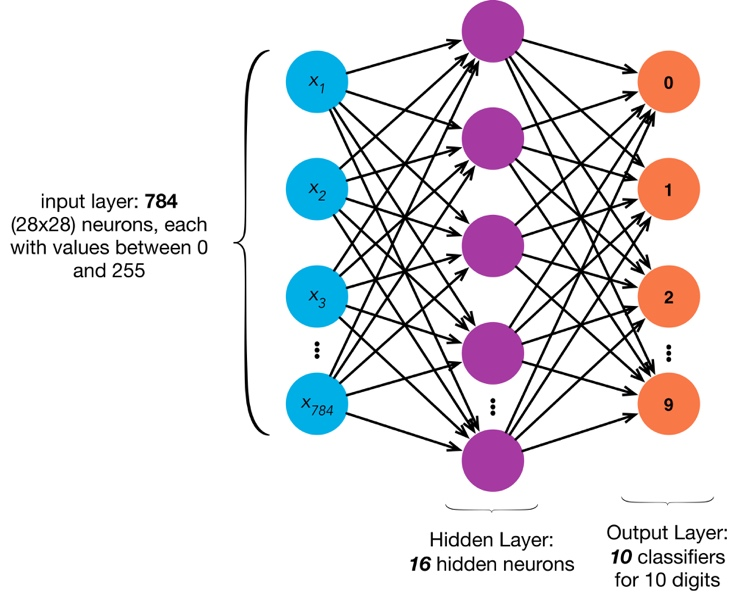 x1
x2
x3
x784
input layer: 784
(28x28) neurons, each
with values between 0
and 255
0
1
2
9
Hidden Layer:
16 hidden neurons
Output Layer:
10 classifiers
for 10 digits